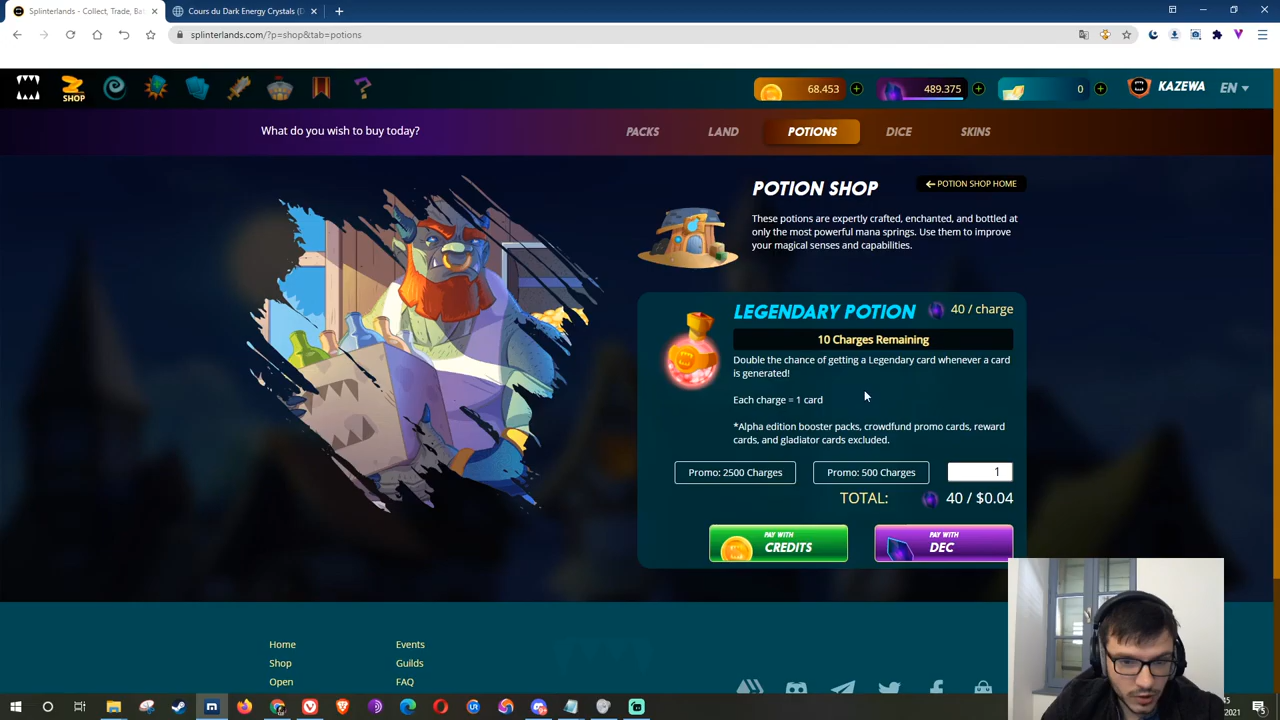 Splinterlands - Collect, Trade, Bat
Cours du Dark Energy Crystals (D
splinterlands.com/?p=shop&tab=potions
SHOP
68.453
489.375
0
KAZEWA
EN
What do you wish to buy today?
PACKS
LAND
POTIONS
DICE
SKINS
POTION SHOP
POTION SHOP HOME
These potions are expertly crafted, enchanted, and bottled at
only the most powerful mana springs. Use them to improve
your magical senses and capabilities.
LEGENDARY POTION
40 / charge
10 Charges Remaining
Double the chance of getting a Legendary card whenever a card
is generated!
Each charge = 1 card
*Alpha edition booster packs, crowdfund promo cards, reward
cards, and gladiator cards excluded.
Promo: 2500 Charges
Promo: 500 Charges
1
TOTAL:
40 / $0.04
PAY WITH
CREDITS
PAY WITH
DEC
Home
Events
Shop
Guilds
Open
FAQ
2021